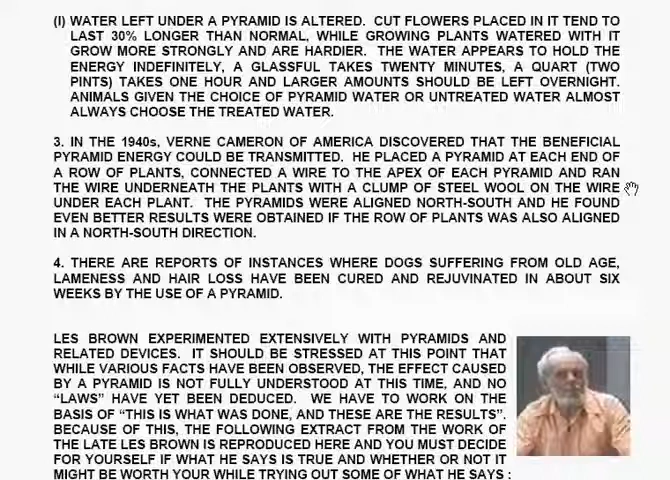 (I) WATER LEFT UNDER A PYRAMID IS ALTERED. CUT FLOWERS PLACED IN IT TEND TO
LAST 30% LONGER THAN NORMAL, WHILE GROWING PLANTS WATERED WITH IT
GROW MORE STRONGLY AND ARE HARDIER. THE WATER APPEARS TO HOLD THE
ENERGY INDEFINITELY, A GLASSFUL TAKES TWENTY MINUTES, A QUART (TWO
PINTS) TAKES ONE HOUR AND LARGER AMOUNTS SHOULD BE LEFT OVERNIGHT.
ANIMALS GIVEN THE CHOICE OF PYRAMID WATER OR UNTREATED WATER ALMOST
ALWAYS CHOOSE THE TREATED WATER.
3. IN THE 1940s, VERNE CAMERON OF AMERICA DISCOVERED THAT THE BENEFICIAL
PYRAMID ENERGY COULD BE TRANSMITTED. HE PLACED A PYRAMID AT EACH END OF
A ROW OF PLANTS, CONNECTED A WIRE TO THE APEX OF EACH PYRAMID AND RAN
THE WIRE UNDERNEATH THE PLANTS WITH A CLUMP OF STEEL WOOL ON THE WIRE
UNDER EACH PLANT. THE PYRAMIDS WERE ALIGNED NORTH-SOUTH AND HE FOUND
EVEN BETTER RESULTS WERE OBTAINED IF THE ROW OF PLANTS WAS ALSO ALIGNED
IN A NORTH-SOUTH DIRECTION.
4. THERE ARE REPORTS OF INSTANCES WHERE DOGS SUFFERING FROM OLD AGE,
LAMENESS AND HAIR LOSS HAVE BEEN CURED AND REJUVINATED IN ABOUT SIX
WEEKS BY THE USE OF A PYRAMID.
LES BROWN EXPERIMENTED EXTENSIVELY WITH PYRAMIDS AND
RELATED DEVICES. IT SHOULD BE STRESSED AT THIS POINT THAT
WHILE VARIOUS FACTS HAVE BEEN OBSERVED, THE EFFECT CAUSED
BY A PYRAMID IS NOT FULLY UNDERSTOOD AT THIS TIME, AND NO
“LAWS” HAVE YET BEEN DEDUCED. WE HAVE TO WORK ON THE
BASIS OF “THIS IS WHAT WAS DONE, AND THESE ARE THE RESULTS”.
BECAUSE OF THIS, THE FOLLOWING EXTRACT FROM THE WORK OF
THE LATE LES BROWN IS REPRODUCED HERE AND YOU MUST DECIDE
FOR YOURSELF IF WHAT HE SAYS IS TRUE AND WHETHER OR NOT IT
MIGHT BE WORTH YOUR WHILE TRYING OUT SOME OF WHAT HE SAYS :